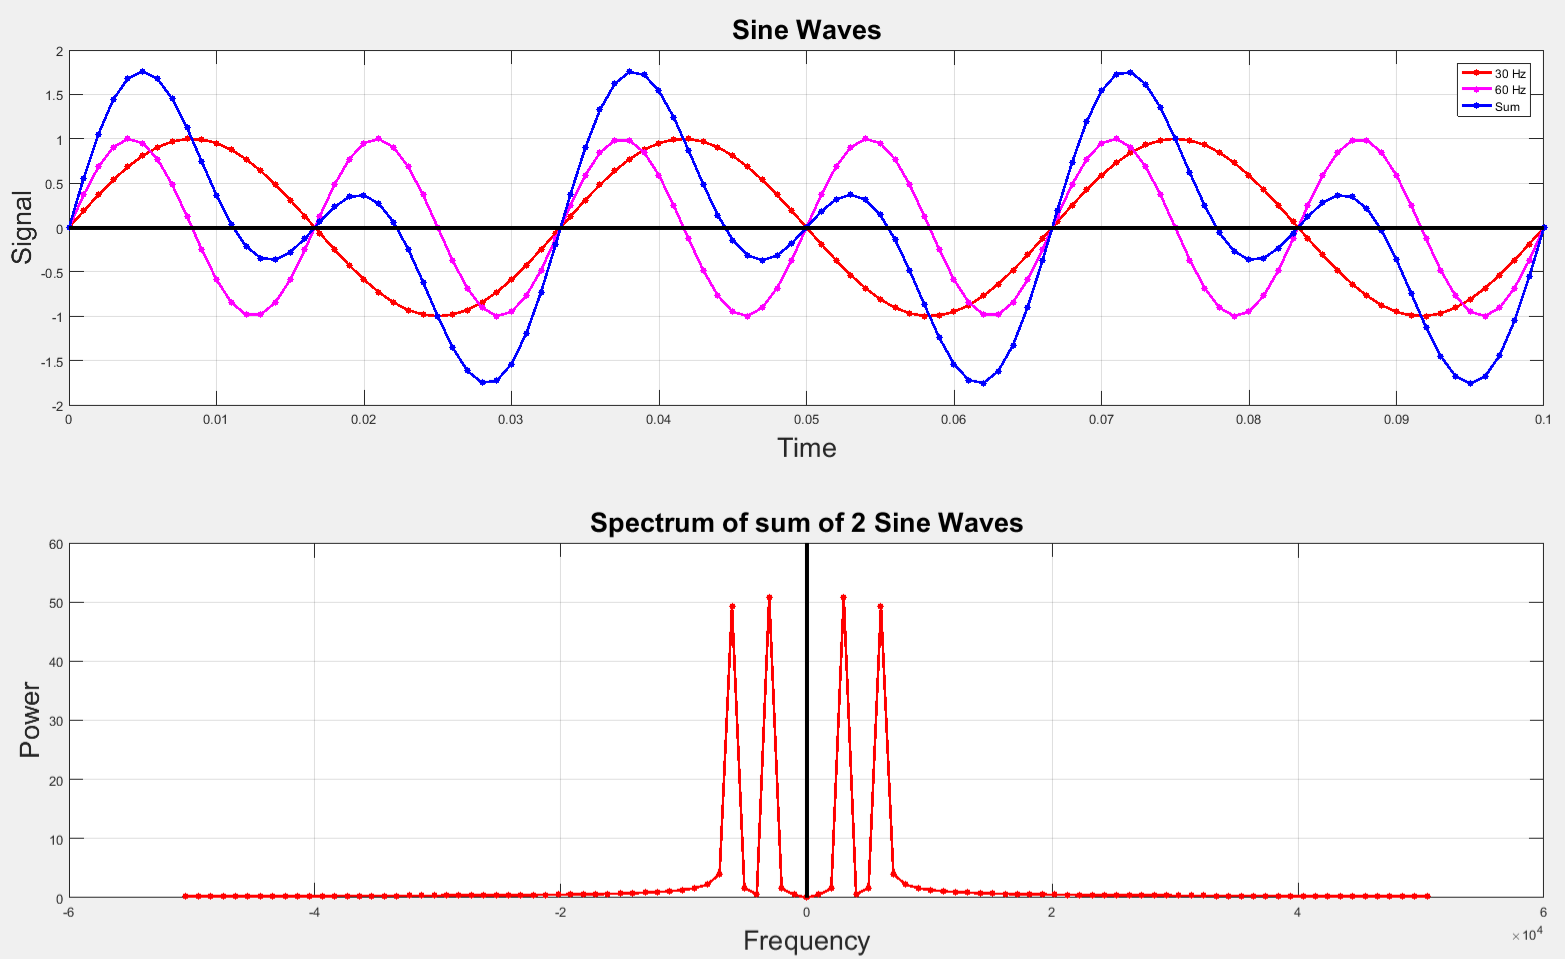 Sine Waves
2
1.5
1
0.5
0
-0.5
-1
-1.5
-2
Signal
30 Hz
60 Hz
Sum
0 0.01 0.02 0.03 0.04 0.05 0.06 0.07 0.08 0.09 0.1
Time
Spectrum of sum of 2 Sine Waves
60
50
40
30
20
10
0
Power
-6 -4 -2 0 2 4 6
×10⁴
Frequency